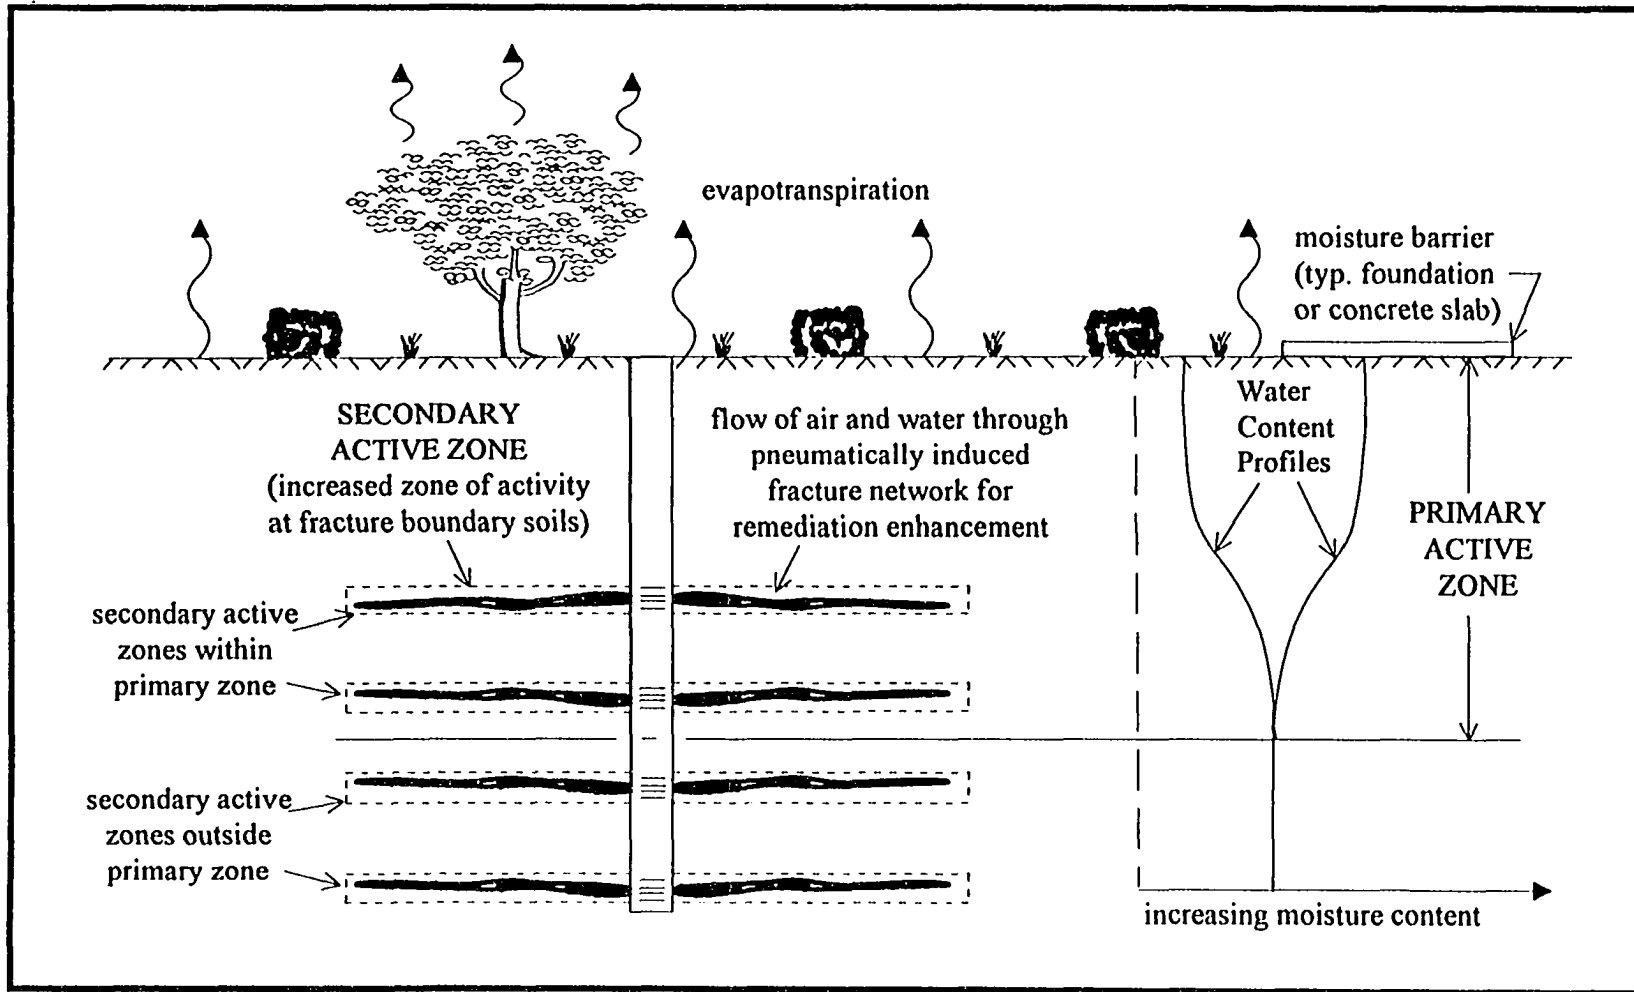 evapotranspiration
moisture barrier
(typ. foundation
or concrete slab)
SECONDARY
ACTIVE ZONE
(increased zone of activity
at fracture boundary soils)
flow of air and water through
pneumatically induced
fracture network for
remediation enhancement
Water
Content
Profiles
PRIMARY
ACTIVE
ZONE
secondary active
zones within
primary zone
secondary active
zones outside
primary zone
increasing moisture content